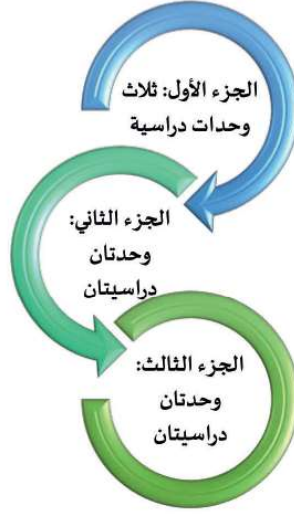 الجزء الأول: ثلاث
وحدات دراسية
الجزء الثاني:
وحدتان
دراسيتان
الجزء الثالث:
وحدتان
دراسيتان